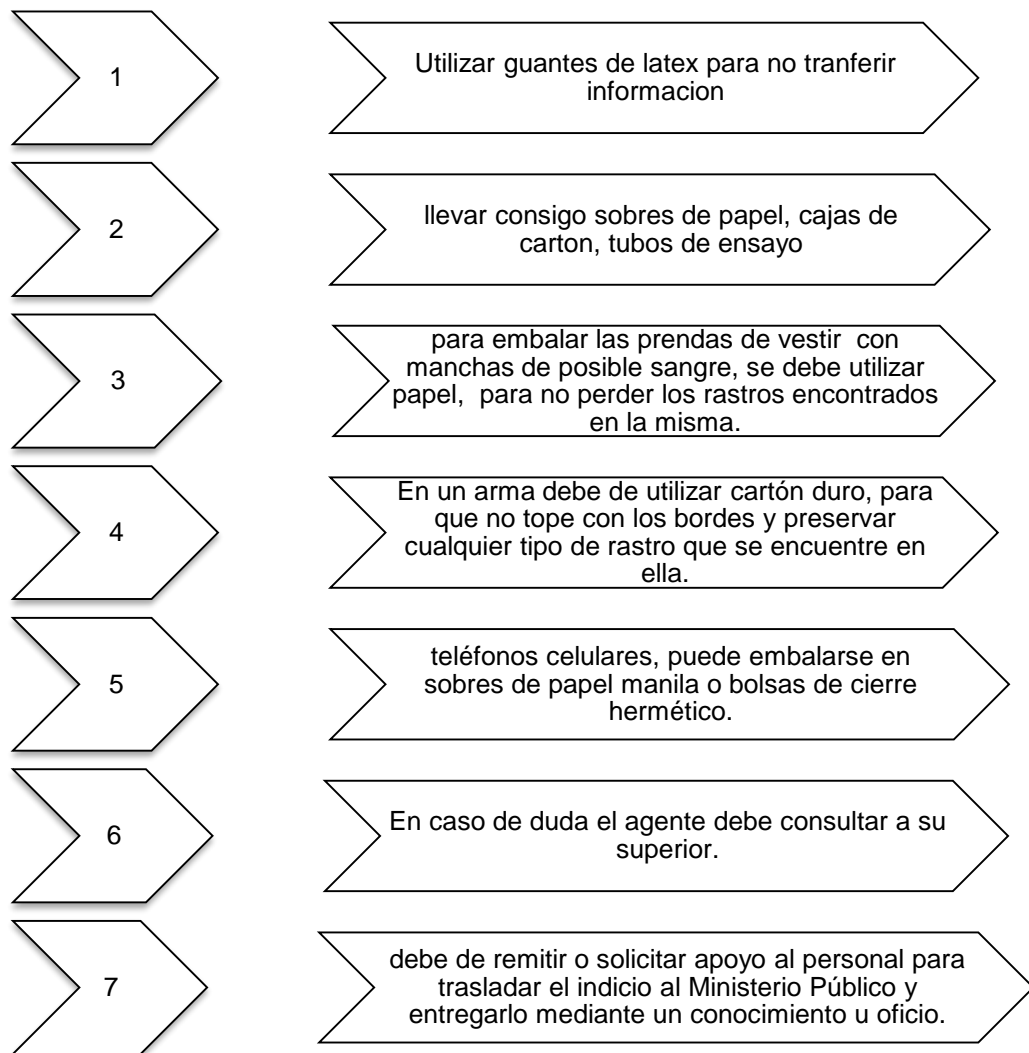 1
Utilizar guantes de latex para no tranferir
informacion
2
llevar consigo sobres de papel, cajas de
carton, tubos de ensayo
3
para embalar las prendas de vestir  con
manchas de posible sangre, se debe utilizar
papel,  para no perder los rastros encontrados
en la misma.
4
En un arma debe de utilizar cartón duro, para
que no tope con los bordes y preservar
cualquier tipo de rastro que se encuentre en
ella.
5
teléfonos celulares, puede embalarse en
sobres de papel manila o bolsas de cierre
hermético.
6
En caso de duda el agente debe consultar a su
superior.
7
debe de remitir o solicitar apoyo al personal para
trasladar el indicio al Ministerio Público y
entregarlo mediante un conocimiento u oficio.